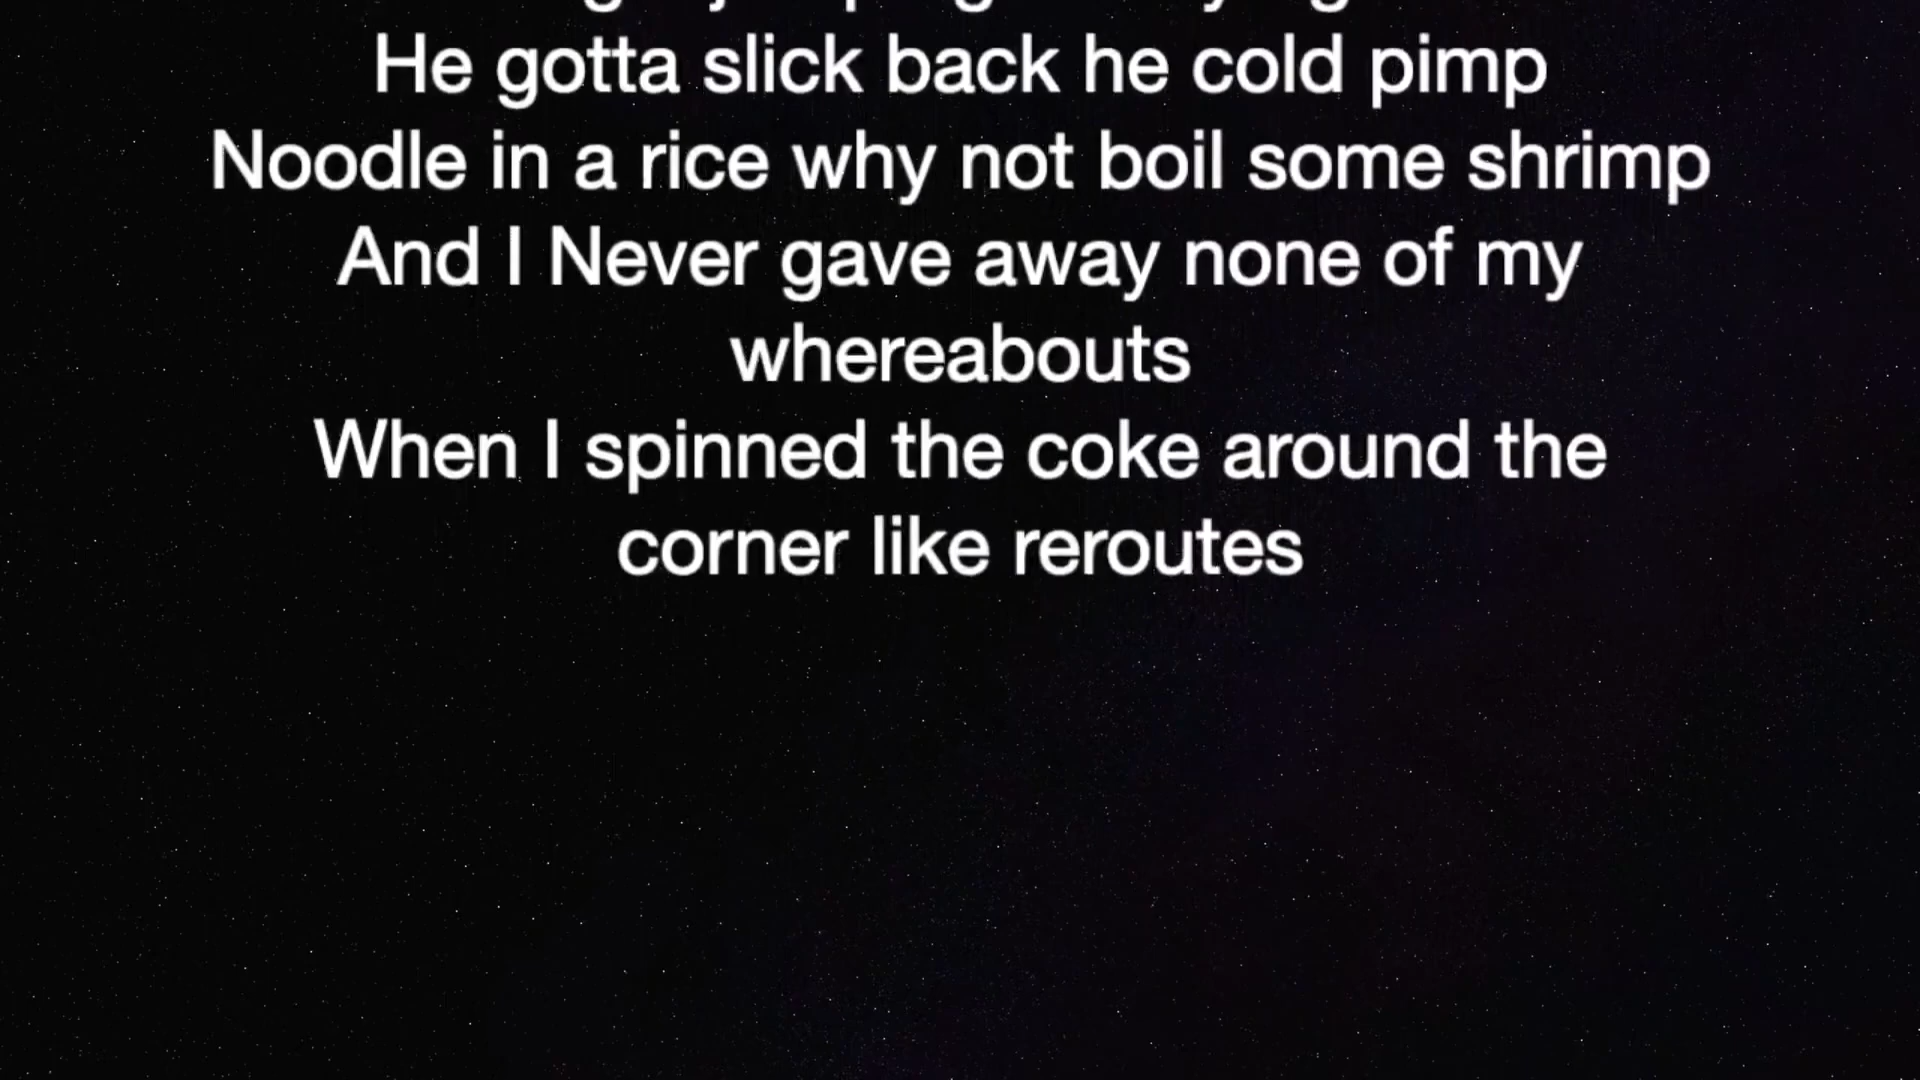 He gotta slick back he cold pimp
Noodle in a rice why not boil some shrimp
And I Never gave away none of my
whereabouts
When I spinned the coke around the
corner like reroutes